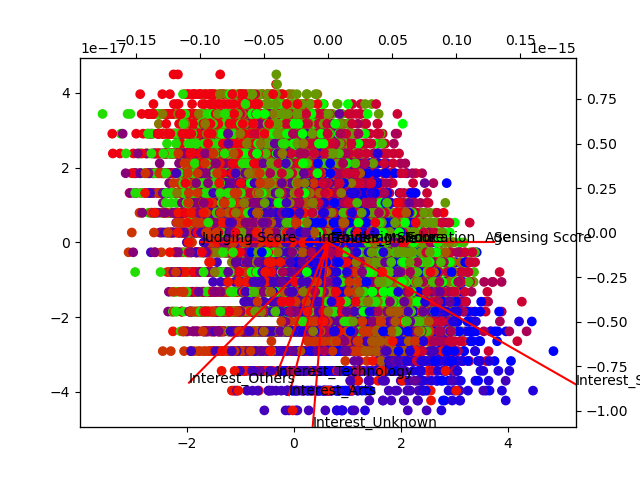 −0.15 −0.10 −0.05 0.00 0.05 0.10 0.15
1e−17 1e−15
4
2
0
−2
−4
0.75
0.50
0.25
0.00
−0.25
−0.50
−0.75
−1.00
Judging Score
Education
Age
Sensing Score
Interest_Technology
Interest_Others
Interest_S
Interest_Arts
Interest_Unknown
−2 0 2 4